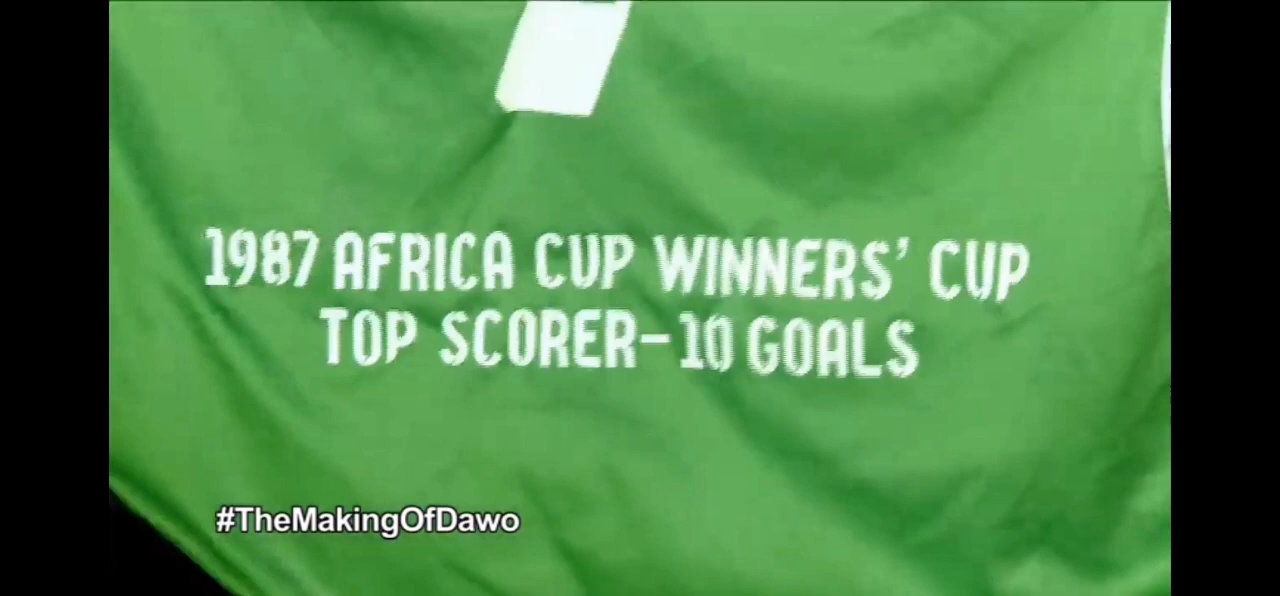 1987 AFRICA CUP WINNERS' CUP
TOP SCORER-10 GOALS
#TheMakingOfDawo